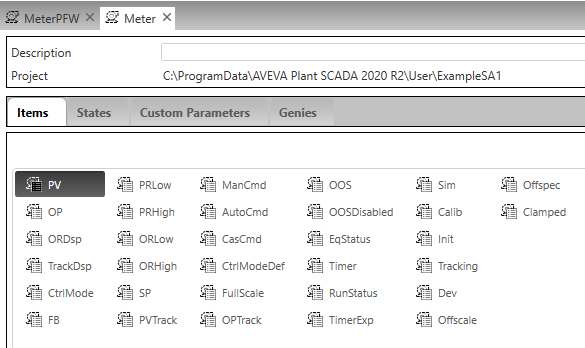 MeterPFW Meter
Description
Project C:\ProgramData\AVEVA Plant SCADA 2020 R2\User\ExampleSA1
Items States Custom Parameters Genies
PV PRLow ManCmd OOS Sim Offspec
OP PRHigh AutoCmd OOSDisabled Calib Clamped
ORDsp ORLow CasCmd EqStatus Init
TrackDsp ORHigh CtrlModeDef Timer Tracking
CtrlMode SP FullScale RunStatus Dev
FB PVTrack OPTrack TimerExp Offscale